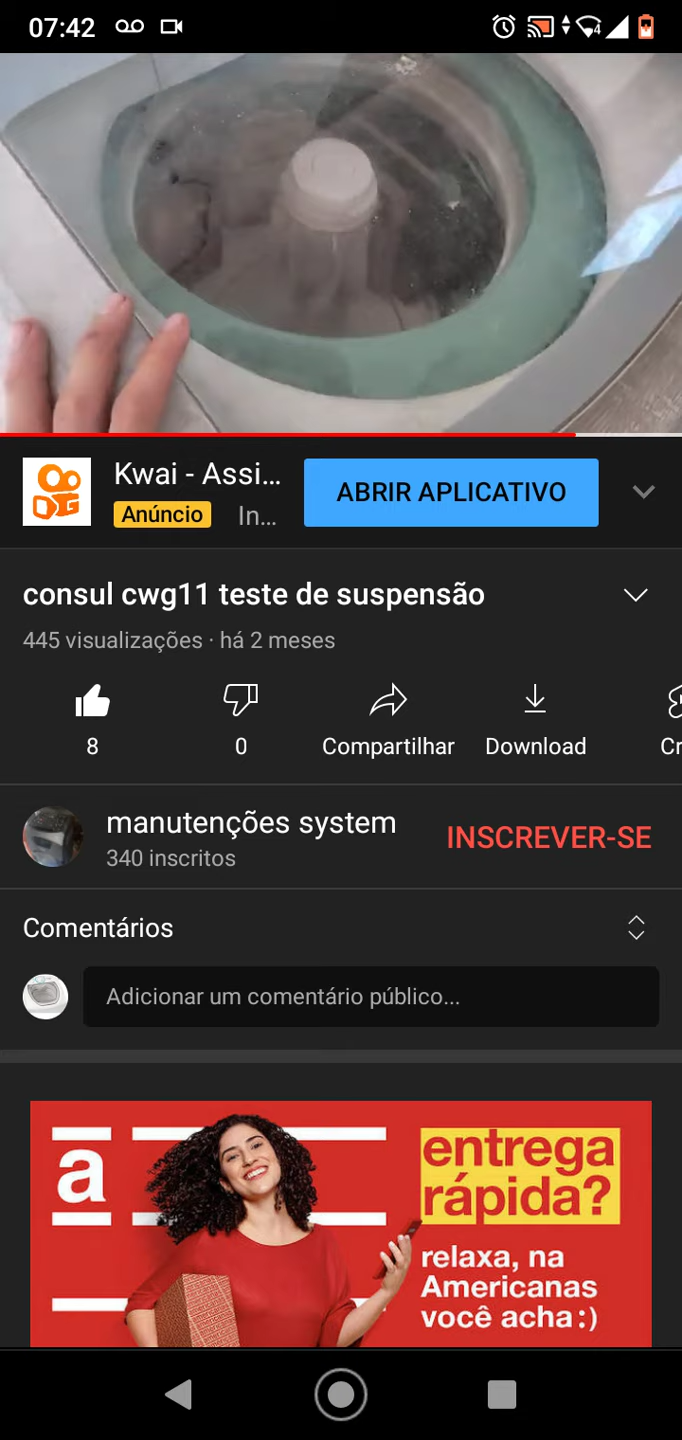 07:42
4
Kwai - Assi...
ABRIR APLICATIVO
Anúncio In...
consul cwg11 teste de suspensão
445 visualizações · há 2 meses
8
0
Compartilhar
Download
Cr
manutenções system
INSCREVER-SE
340 inscritos
Comentários
Adicionar um comentário público...
a
entrega
rápida?
relaxa, na
Americanas
você acha:)